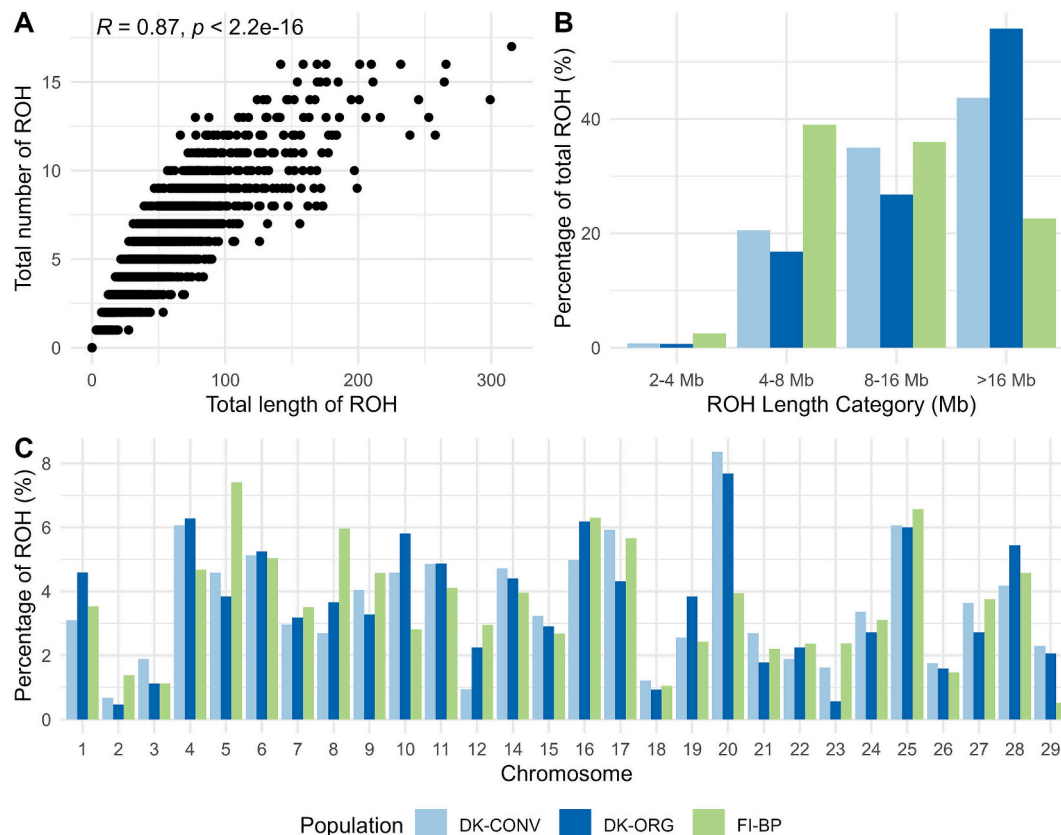 A
R = 0.87, p < 2.2e-16
Total number of ROH
15
10
5
0
0 100 200 300
Total length of ROH
B
Percentage of total ROH (%)
40
20
0
2-4 Mb 4-8 Mb 8-16 Mb >16 Mb
ROH Length Category (Mb)
C
Percentage of ROH (%)
8
6
4
2
0
1 2 3 4 5 6 7 8 9 10 11 12 14 15 16 17 18 19 20 21 22 23 24 25 26 27 28 29
Chromosome
Population DK-CONV DK-ORG FI-BP